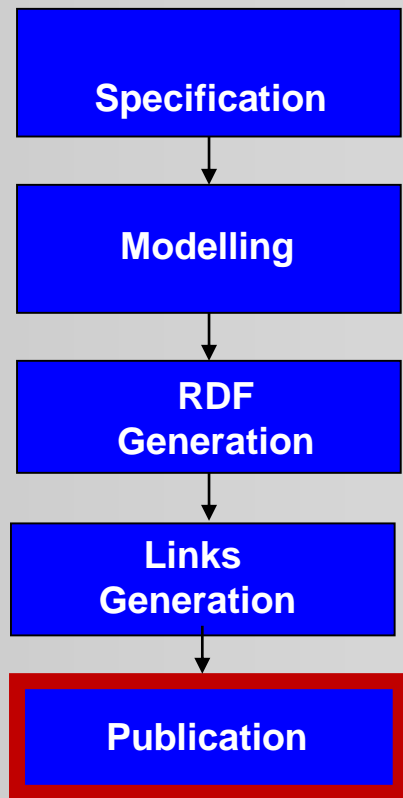 Specification
Modelling
RDF
Generation
Links
Generation
Publication